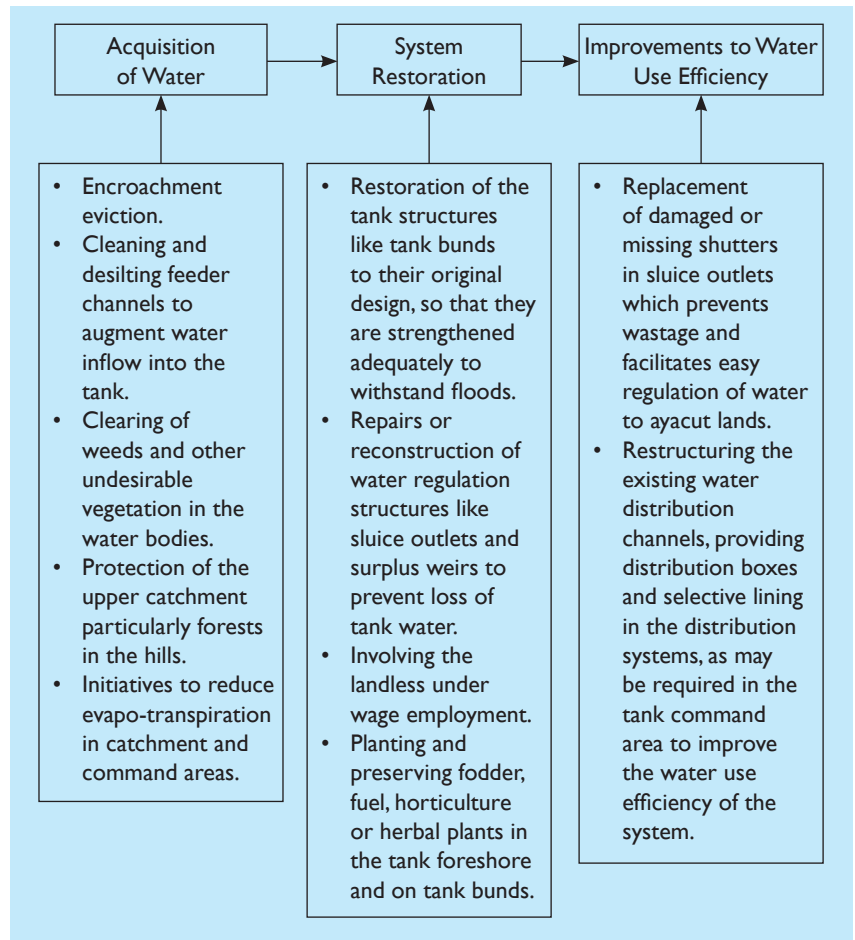 Acquisition
of Water
System
Restoration
Improvements to Water
Use Efficiency
• Encroachment
eviction.
• Cleaning and
desilting feeder
channels to
augment water
inflow into the
tank.
• Clearing of
weeds and other
undesirable
vegetation in the
water bodies.
• Protection of the
upper catchment
particularly forests
in the hills.
• Initiatives to reduce
evapo-transpiration
in catchment and
command areas.
• Restoration of the
tank structures
like tank bunds
to their original
design, so that they
are strengthened
adequately to
withstand floods.
• Repairs or
reconstruction of
water regulation
structures like
sluice outlets and
surplus weirs to
prevent loss of
tank water.
• Involving the
landless under
wage employment.
• Planting and
preserving fodder,
fuel, horticulture
or herbal plants in
the tank foreshore
and on tank bunds.
• Replacement
of damaged or
missing shutters
in sluice outlets
which prevents
wastage and
facilitates easy
regulation of water
to ayacut lands.
• Restructuring the
existing water
distribution
channels, providing
distribution boxes
and selective lining
in the distribution
systems, as may
be required in the
tank command
area to improve
the water use
efficiency of the
system.